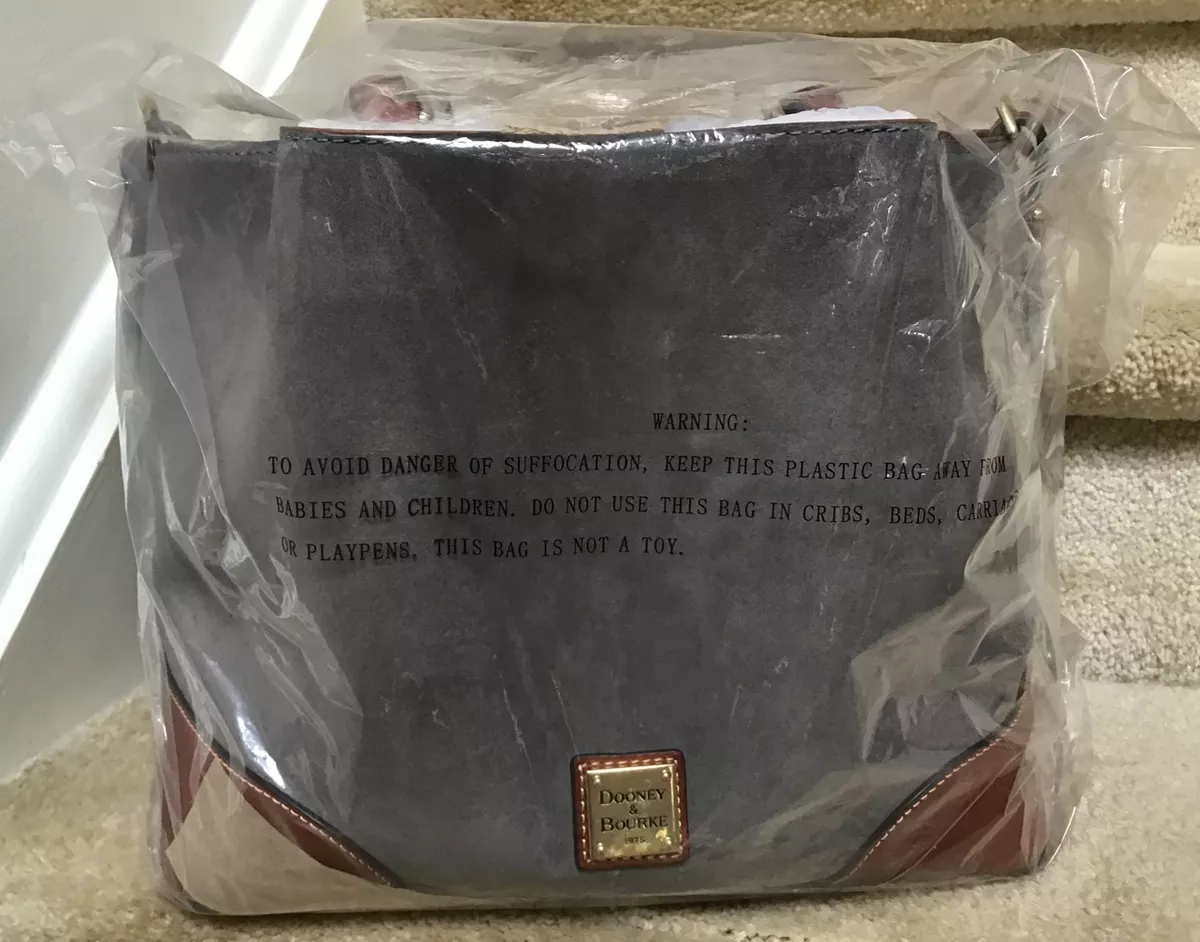 WARNING:
TO AVOID DANGER OF SUFFOCATION, KEEP THIS PLASTIC BAG AWAY FROM
BABIES AND CHILDREN. DO NOT USE THIS BAG IN CRIBS, BEDS,
OR PLAYPENS. THIS BAG IS NOT A TOY.
DOONEY
&
BOURKE
1975